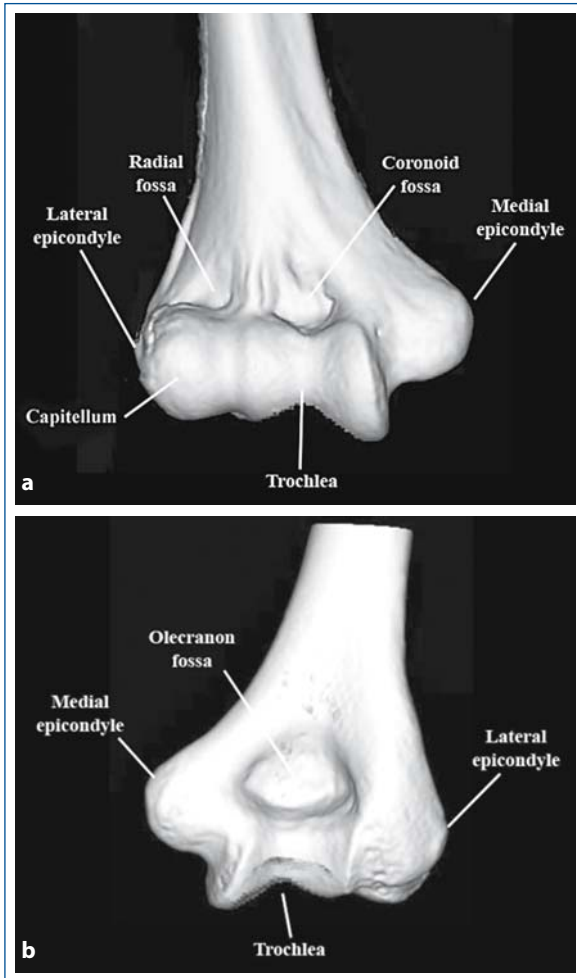 Radial
fossa
Coronoid
fossa
Lateral
epicondyle
Medial
epicondyle
Capitellum
Trochlea
a
Olecranon
fossa
Medial
epicondyle
Lateral
epicondyle
Trochlea
b